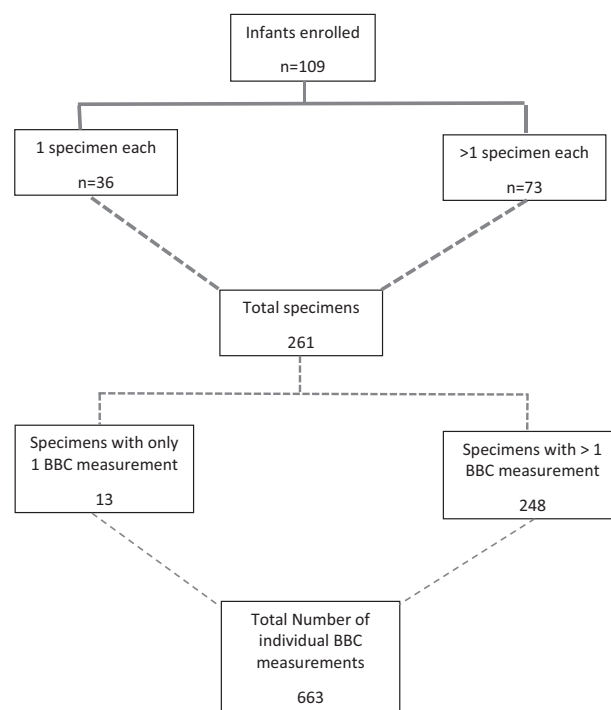 Infants enrolled
n=109
1 specimen each
n=36
>1 specimen each
n=73
Total specimens
261
Specimens with only
1 BBC measurement
13
Specimens with > 1
BBC measurement
248
Total Number of
individual BBC
measurements
663